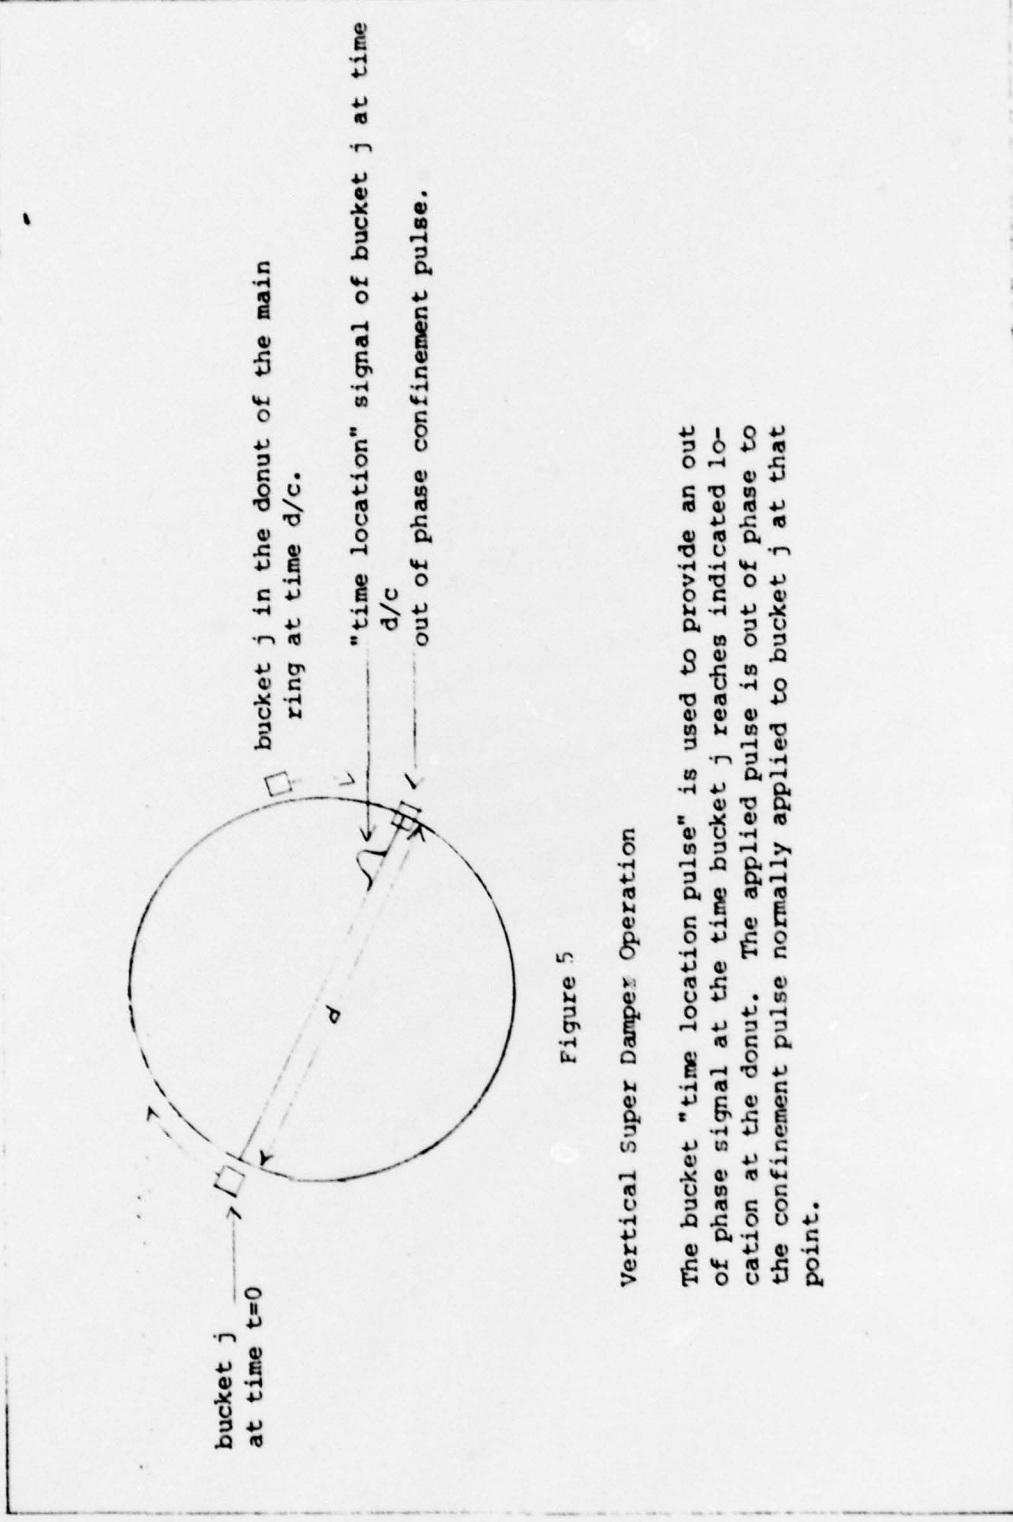 bucket j
at time t=0
bucket j in the donut of the main
ring at time d/c.
"time location" signal of bucket j at time
d/c
out of phase confinement pulse.
d
Figure 5
Vertical Super Damper Operation
The bucket "time location pulse" is used to provide an out
of phase signal at the time bucket j reaches indicated lo-
cation at the donut. The applied pulse is out of phase to
the confinement pulse normally applied to bucket j at that
point.